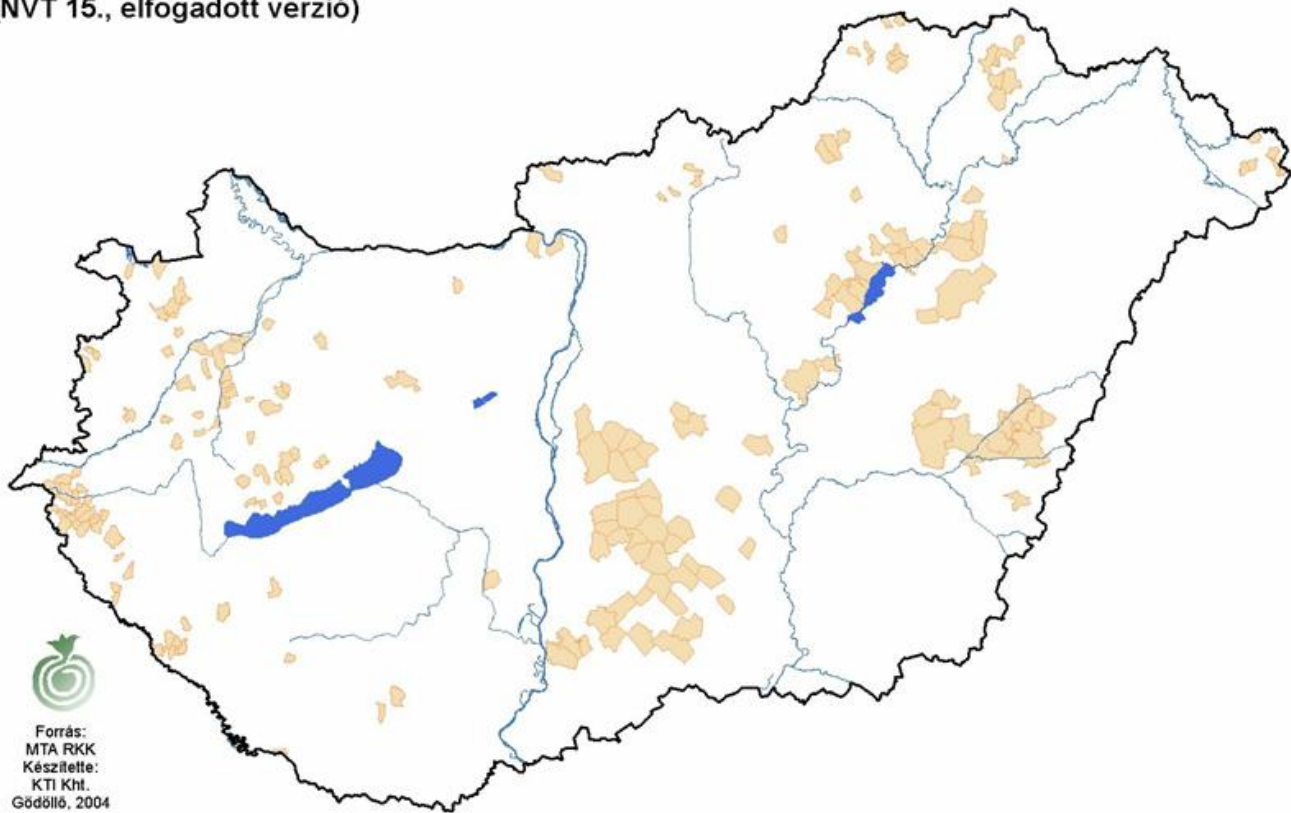 NVT 15., elfogadott verzió)
Forrás:
MTA RKK
Készítette:
KTI Kht.
Gödöllő, 2004